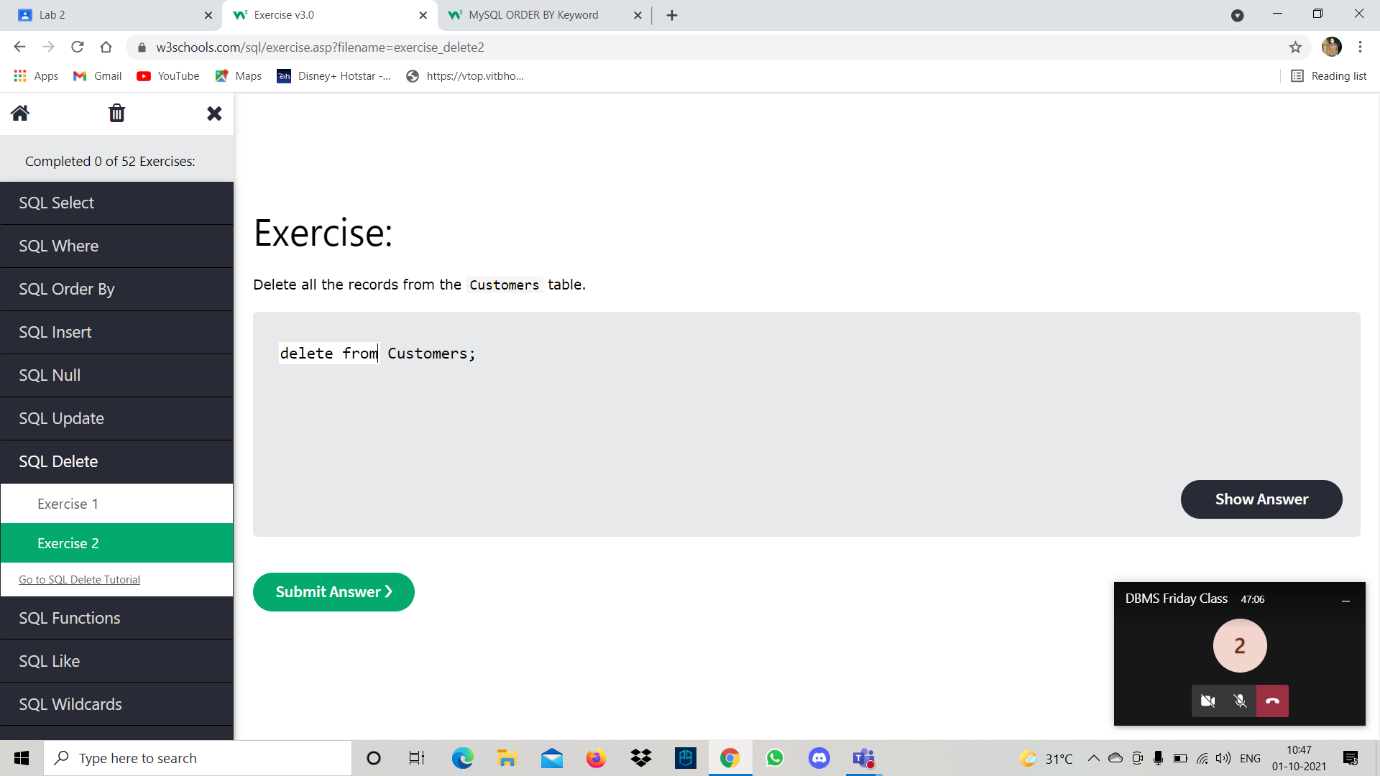 Lab 2
Exercise v3.0
MySQL ORDER BY Keyword
w3schools.com/sql/exercise.asp?filename=exercise_delete2
Apps
Gmail
YouTube
Maps
Disney+ Hotstar -...
https://vtop.vitbho...
Reading list
Completed 0 of 52 Exercises:
SQL Select
SQL Where
SQL Order By
SQL Insert
SQL Null
SQL Update
SQL Delete
Exercise 1
Exercise 2
Go to SQL Delete Tutorial
SQL Functions
SQL Like
SQL Wildcards
Exercise:
Delete all the records from the Customers table.
delete from Customers;
Show Answer
Submit Answer ❯
DBMS Friday Class 47:06
2
Type here to search
31°C
ENG
10:47
01-10-2021